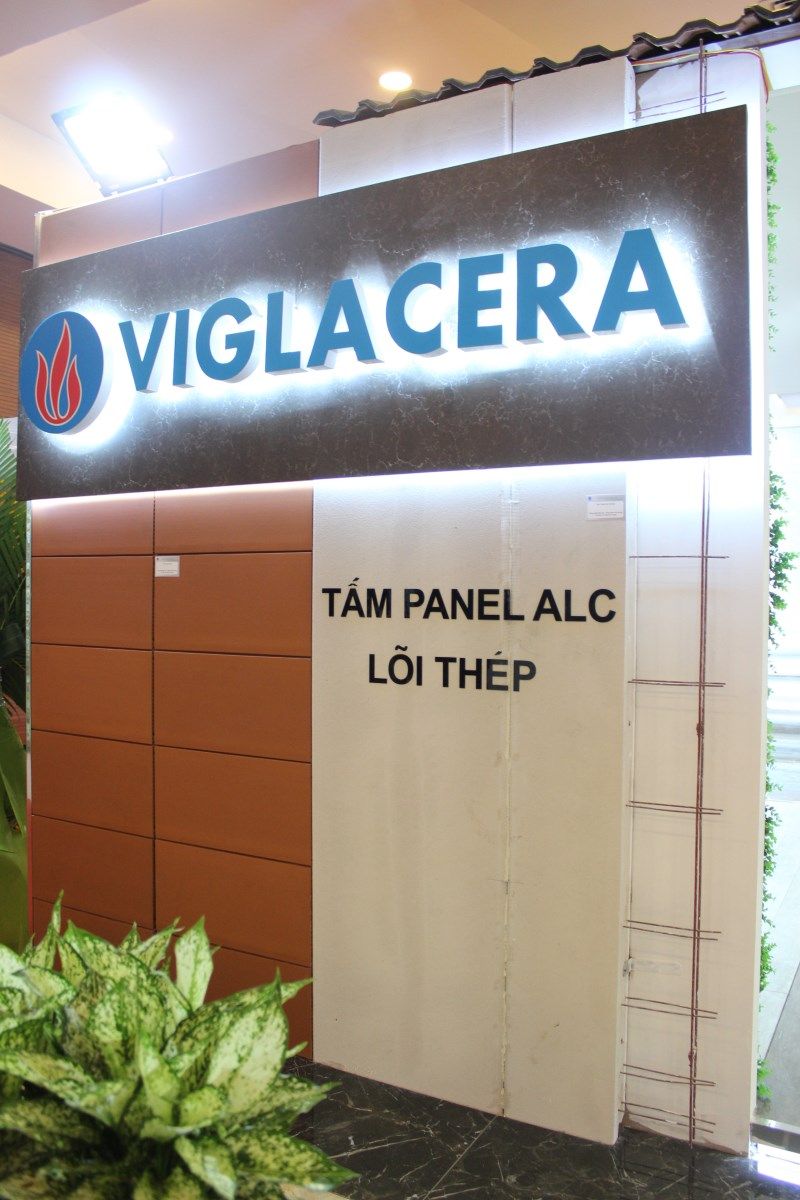 VIGLACERA
TẤM PANEL ALC
LÕI THÉP